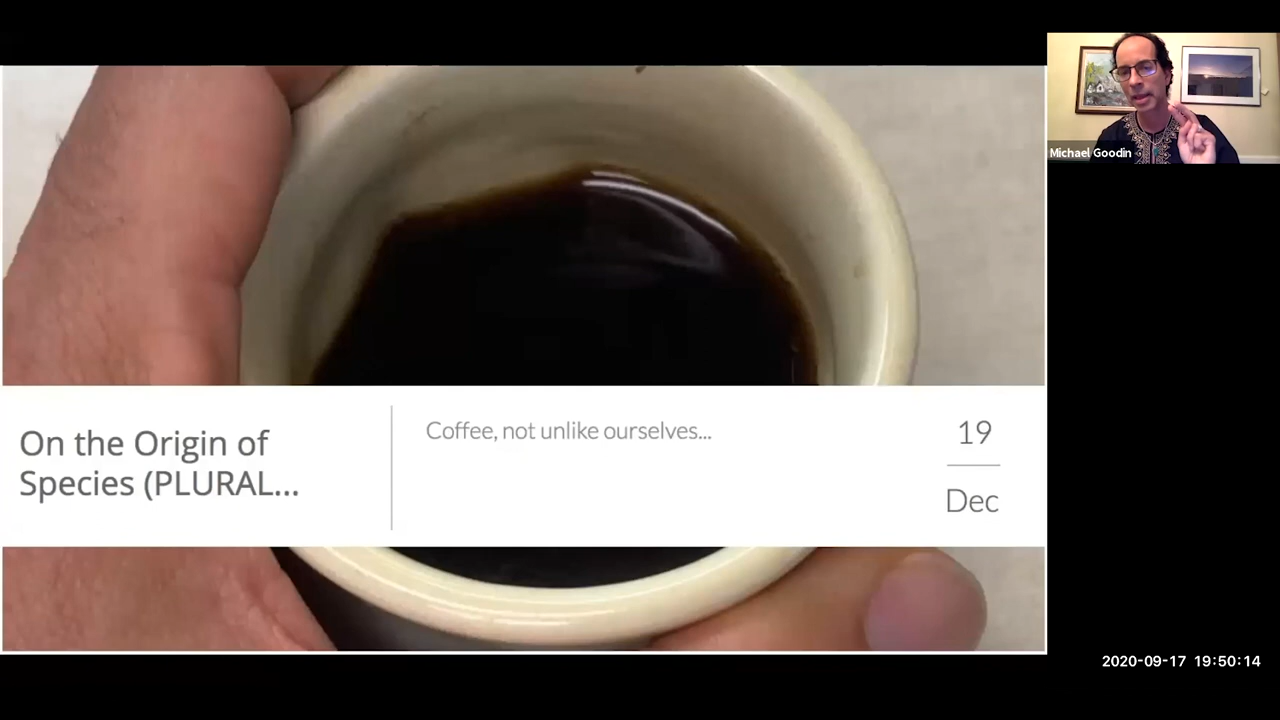 Michael Goodin
On the Origin of
Species (PLURAL...
Coffee, not unlike ourselves...
19
Dec
2020-09-17 19:50:14